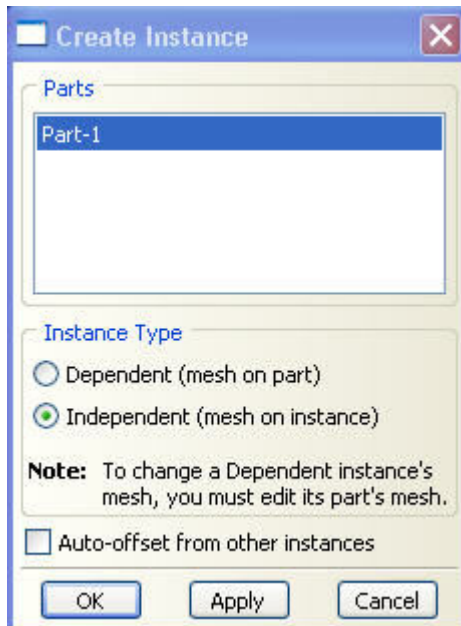 Create Instance
Parts
Part-1
Instance Type
Dependent (mesh on part)
Independent (mesh on instance)
Note: To change a Dependent instance's
mesh, you must edit its part's mesh.
Auto-offset from other instances
OK Apply Cancel